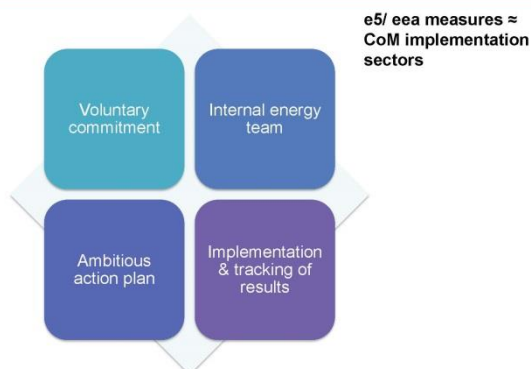 e5/ eea measures ≈
CoM implementation
sectors
Voluntary
commitment
Internal energy
team
Ambitious
action plan
Implementation
& tracking of
results